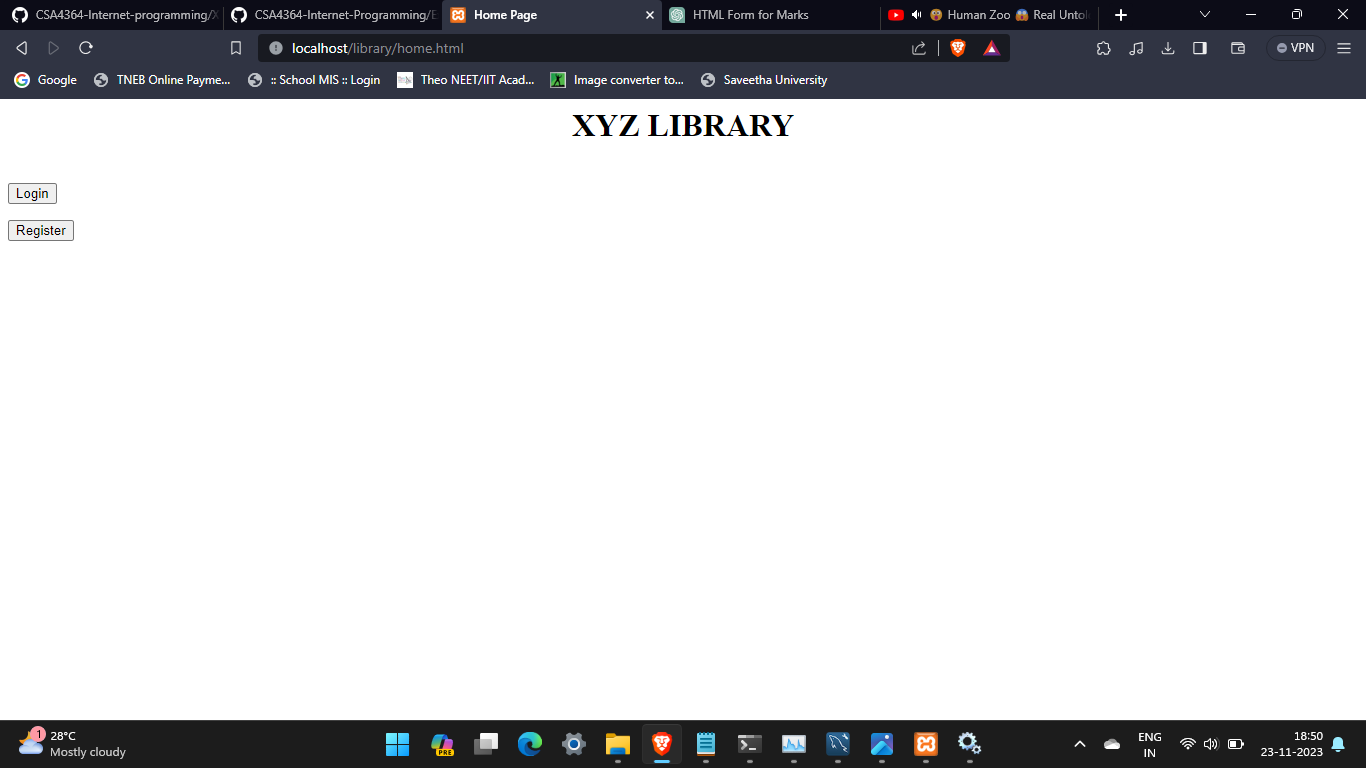 CSA4364-Internet-programming/X
CSA4364-Internet-Programming/E
Home Page
HTML Form for Marks
Human Zoo 😱 Real Untol
localhost/library/home.html
VPN
Google
TNEB Online Payme...
:: School MIS :: Login
Theo NEET/IIT Acad...
Image converter to...
Saveetha University
XYZ LIBRARY
Login
Register
1
28°C
Mostly cloudy
PRE
ENG
IN
18:50
23-11-2023